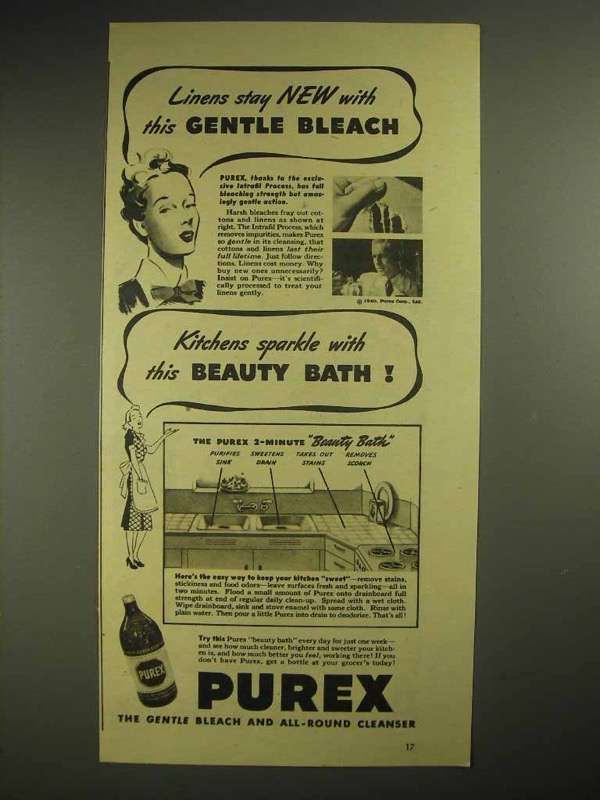 Linens stay NEW with
this GENTLE BLEACH
PUREX, thanks to the exclu-
sive Intrafil Process, has full
bleaching strength but amaz-
ingly gentle action.
Harsh bleaches fray out cot-
tons and linens as shown at
right. The Intrafil Process, which
removes impurities, makes Purex
so gentle in its cleansing, that
cottons and linens last their
full lifetime. Just follow direc-
tions. Linens cost money. Why
buy new ones unnecessarily?
Insist on Purex—it's scientif-
ically processed to treat your
linens gently.
© 1940, Purex Corp., Ltd.
Kitchens sparkle with
this BEAUTY BATH !
THE PUREX 2-MINUTE "Beauty Bath"
PURIFIES SWEETENS TAKES OUT REMOVES
SINK DRAIN STAINS SCORCH
Here's the easy way to keep your kitchen "sweet"—remove stains,
stickiness and food odors—leave surfaces fresh and sparkling—all in
two minutes. Flood a small amount of Purex onto drainboard full
strength at end of regular daily clean-up. Spread with a wet cloth.
Wipe drainboard, sink and stove enamel with same cloth. Rinse with
plain water. Then pour a little Purex into drain to deodorize. That's all!
Try this Purex "beauty bath" every day for just one week—
and see how much cleaner, brighter and sweeter your kitch-
en is, and how much better you feel, working there! If you
don't have Purex, get a bottle at your grocer's today!
PUREX
PUREX
THE GENTLE BLEACH AND ALL-ROUND CLEANSER
17